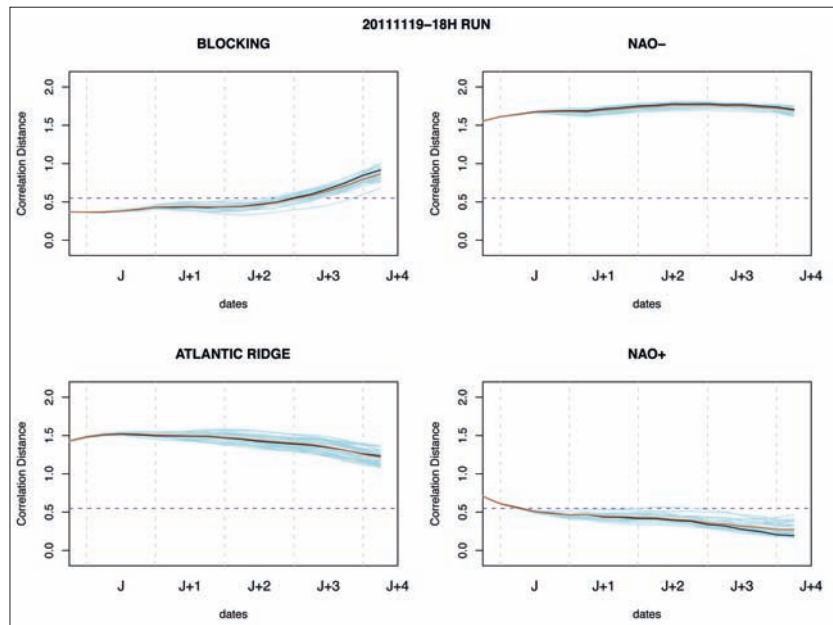 20111119–18H RUN
BLOCKING
Correlation Distance
2.0
1.5
1.0
0.5
0.0
J J+1 J+2 J+3 J+4
dates
NAO–
Correlation Distance
2.0
1.5
1.0
0.5
0.0
J J+1 J+2 J+3 J+4
dates
ATLANTIC RIDGE
Correlation Distance
2.0
1.5
1.0
0.5
0.0
J J+1 J+2 J+3 J+4
dates
NAO+
Correlation Distance
2.0
1.5
1.0
0.5
0.0
J J+1 J+2 J+3 J+4
dates